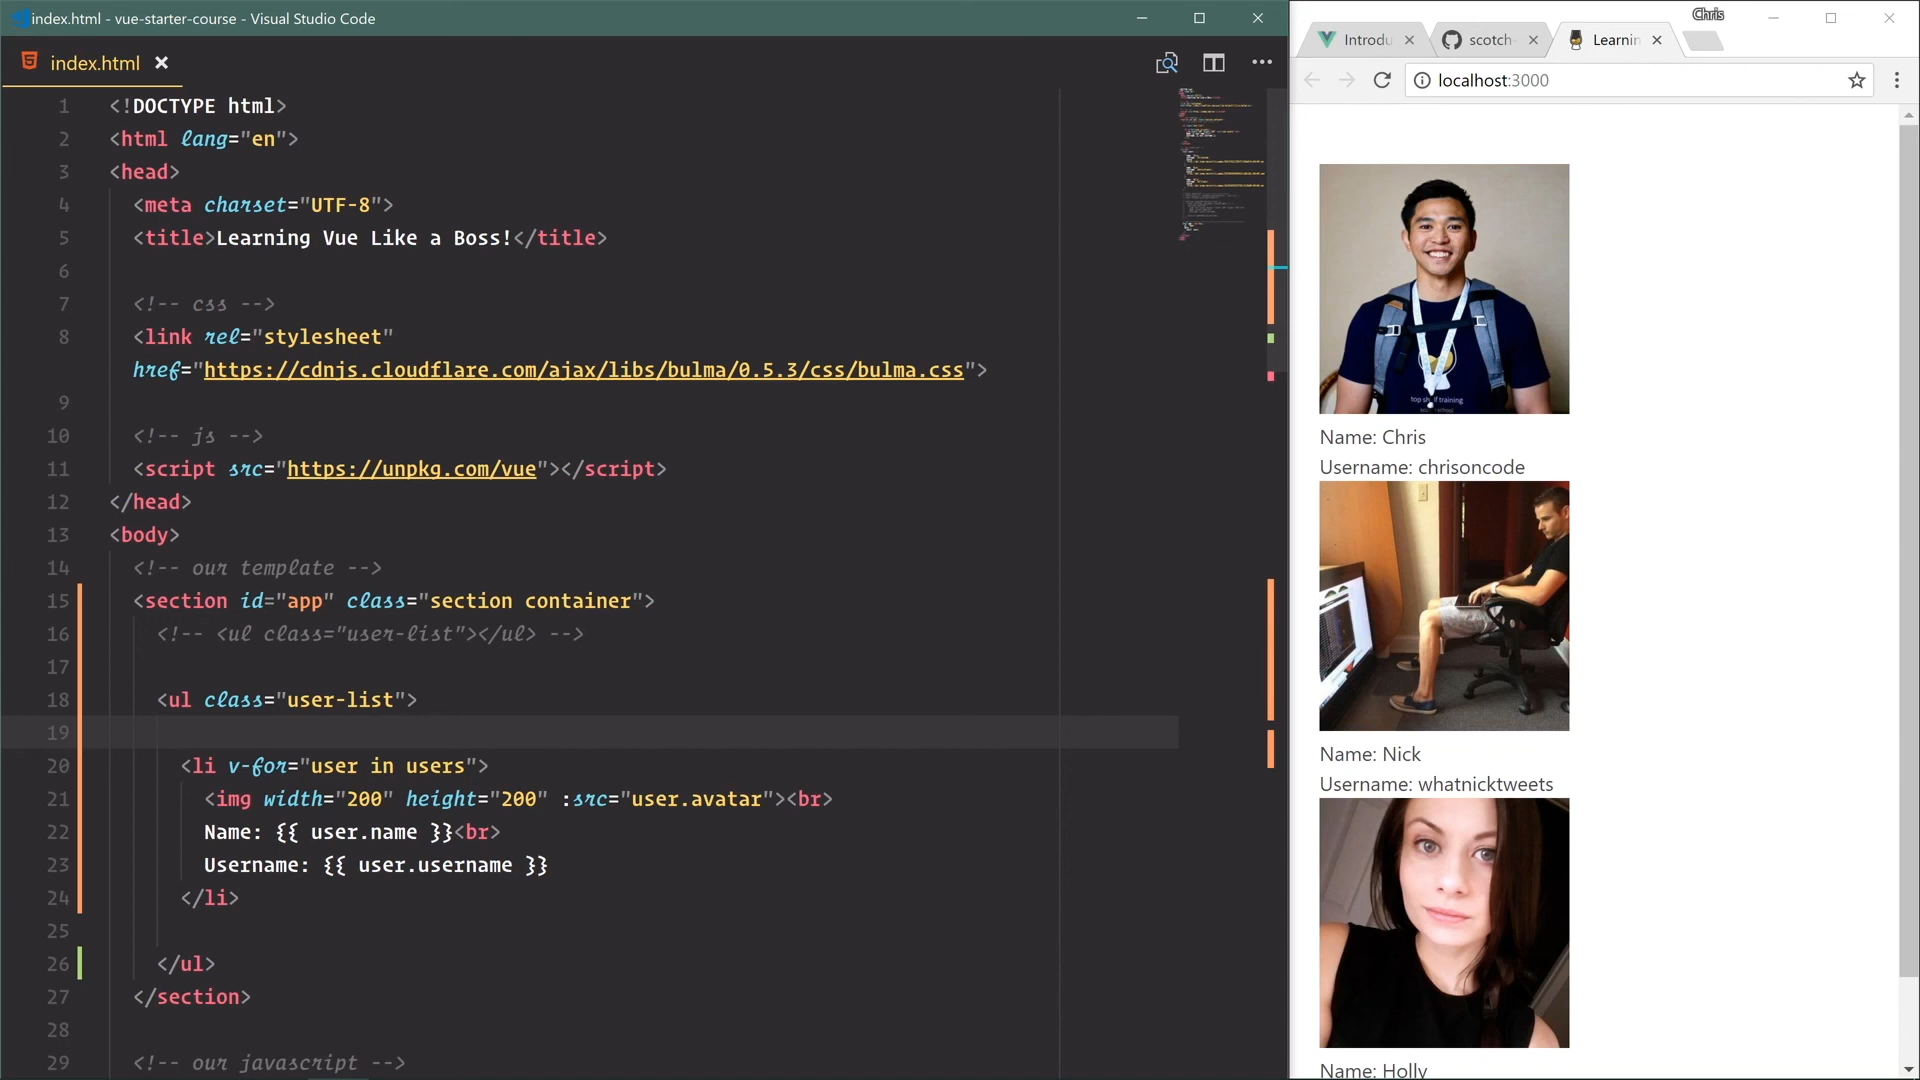 index.html - vue-starter-course - Visual Studio Code
index.html
1 <!DOCTYPE html>
2 <html lang="en">
3 <head>
4 <meta charset="UTF-8">
5 <title>Learning Vue Like a Boss!</title>
6
7 <!-- css -->
8 <link rel="stylesheet"
href="https://cdnjs.cloudflare.com/ajax/libs/bulma/0.5.3/css/bulma.css">
9
10 <!-- js -->
11 <script src="https://unpkg.com/vue"></script>
12 </head>
13 <body>
14 <!-- our template -->
15 <section id="app" class="section container">
16 <!-- <ul class="user-list"></ul> -->
17
18 <ul class="user-list">
19
20 <li v-for="user in users">
21 <img width="200" height="200" :src="user.avatar"><br>
22 Name: {{ user.name }}<br>
23 Username: {{ user.username }}
24 </li>
25
26 </ul>
27 </section>
28
29 <!-- our javascript -->
Chris
Introdu
scotch-
Learnin
localhost:3000
Name: Chris
Username: chrisoncode
Name: Nick
Username: whatnicktweets
Name: Holly